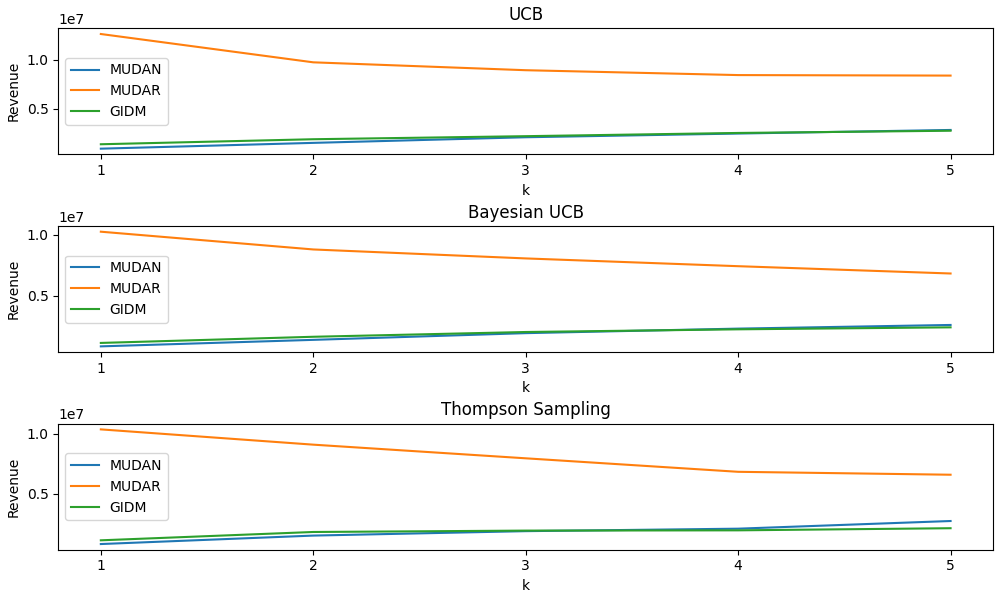 UCB
1e7
1.0
0.5
Revenue
MUDAN
MUDAR
GIDM
1 2 3 4 5
k
Bayesian UCB
1e7
1.0
0.5
Revenue
MUDAN
MUDAR
GIDM
1 2 3 4 5
k
Thompson Sampling
1e7
1.0
0.5
Revenue
MUDAN
MUDAR
GIDM
1 2 3 4 5
k